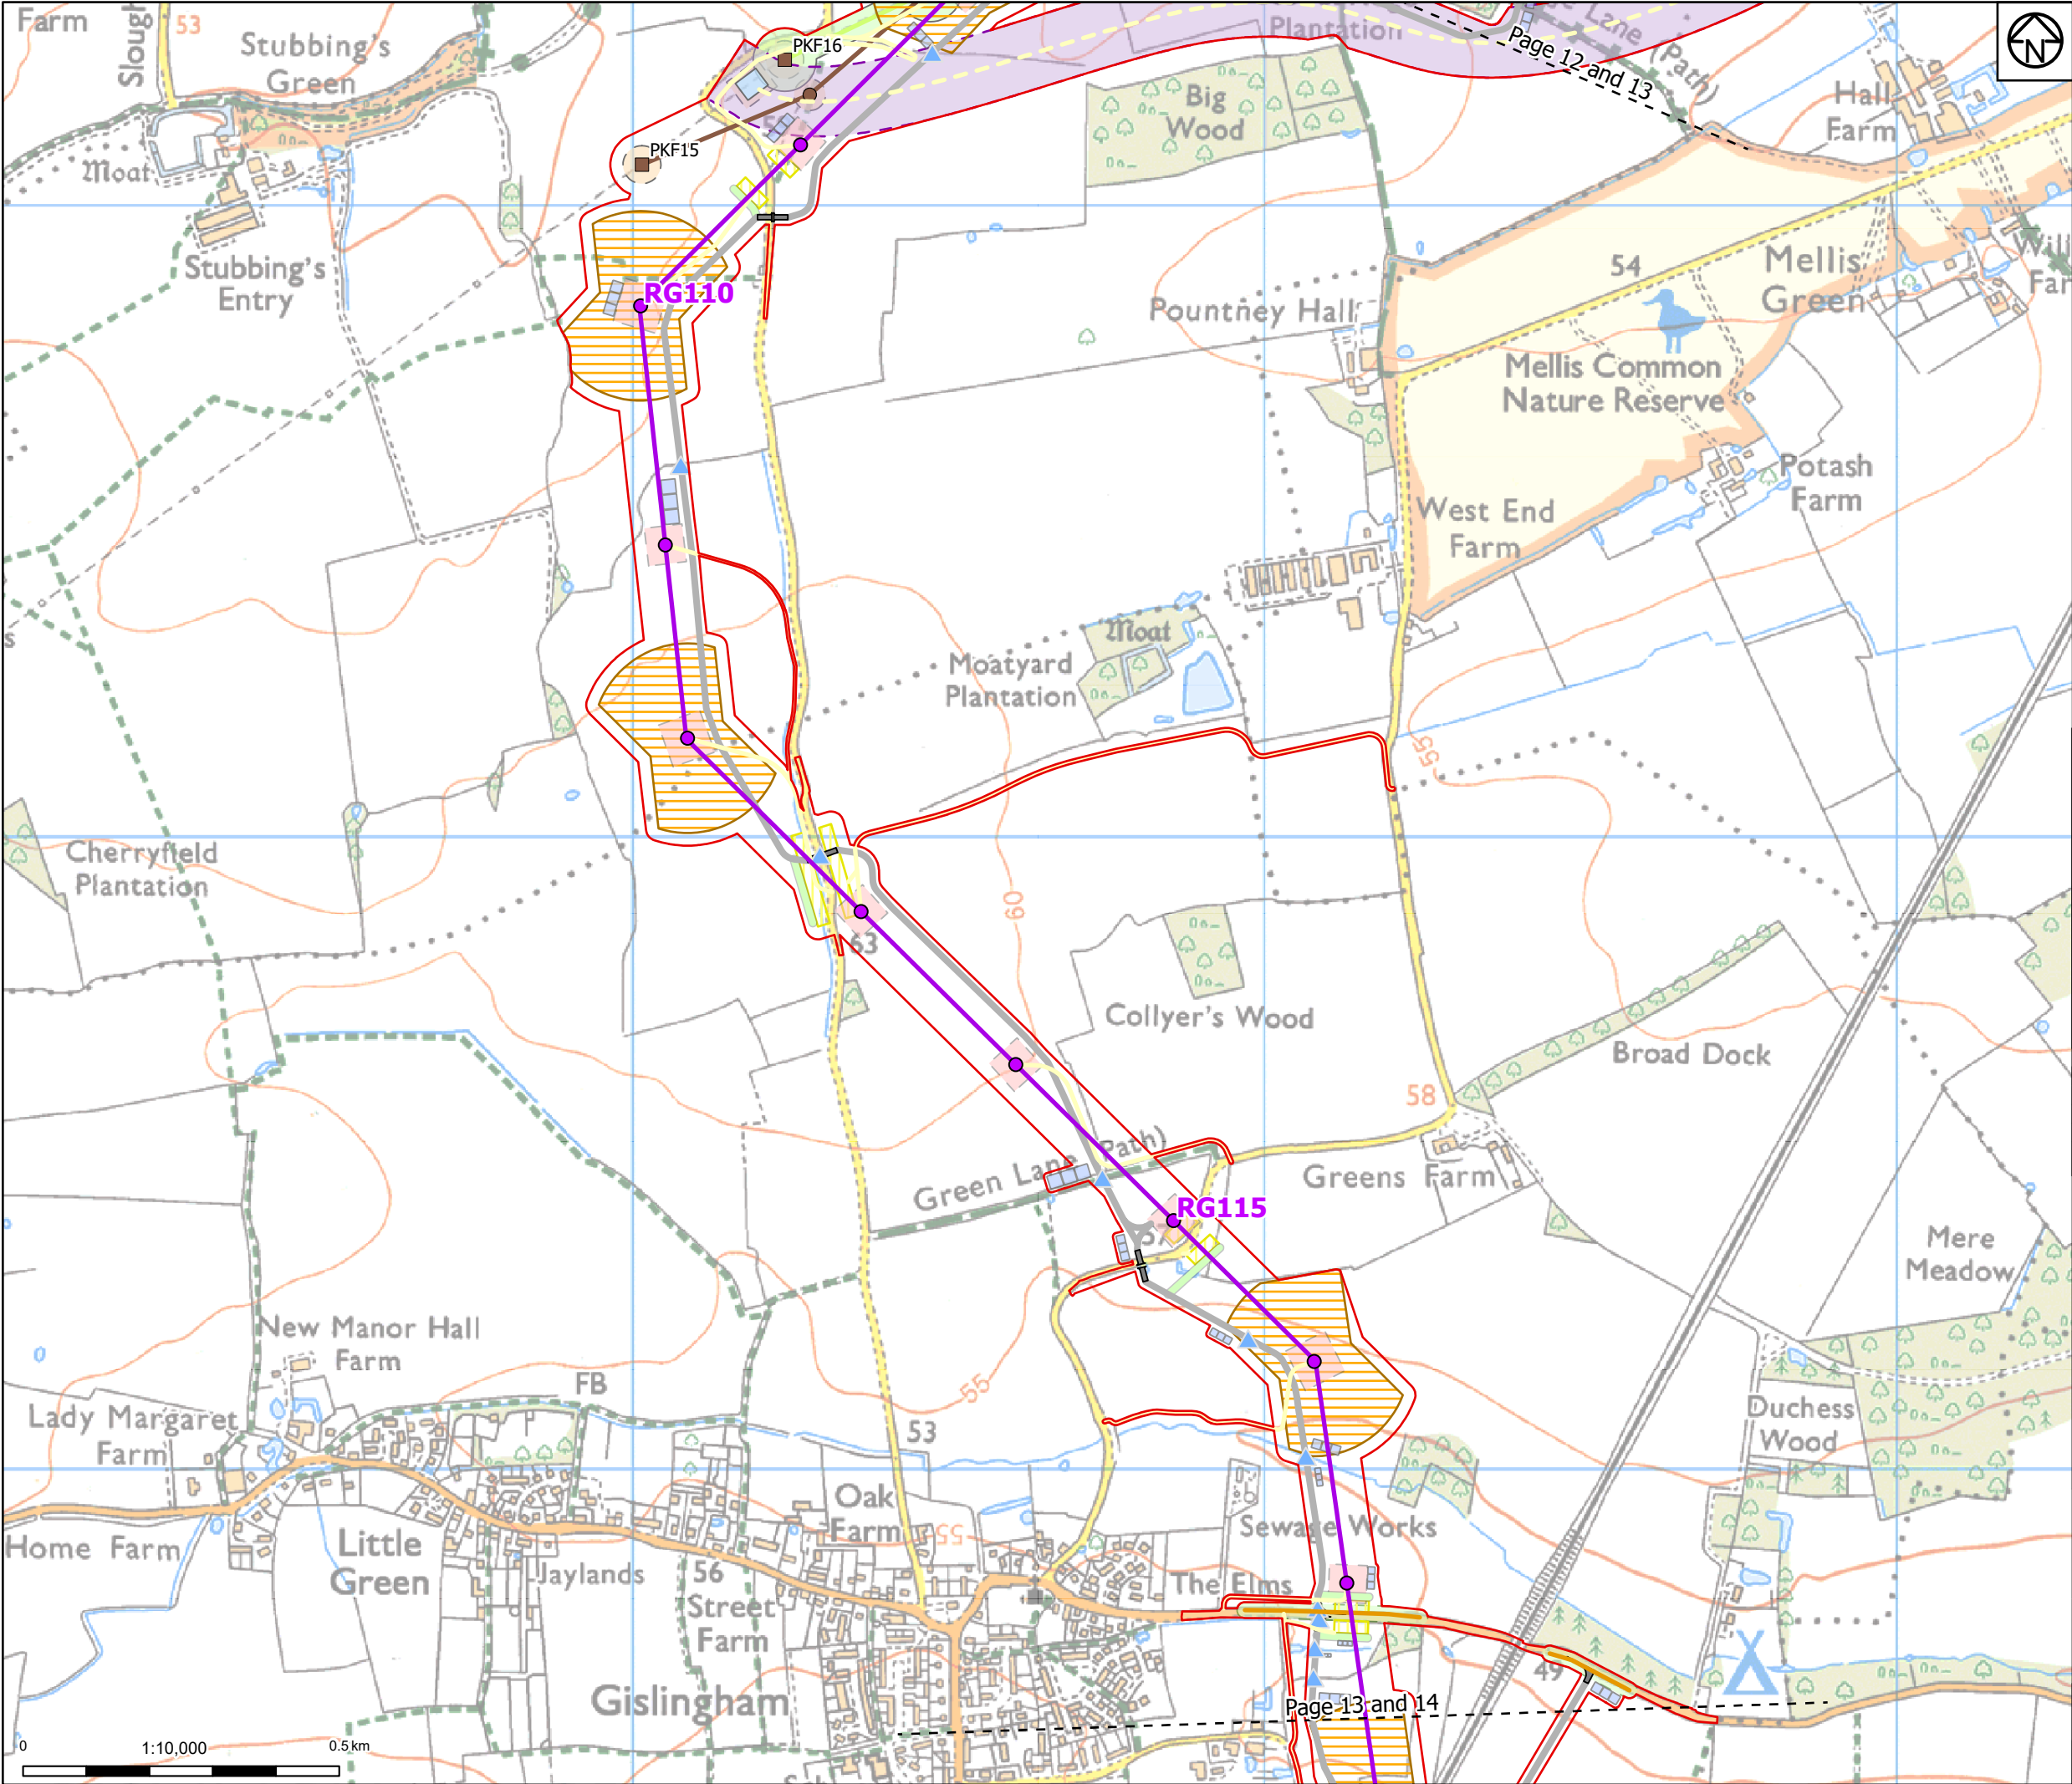 Farm
Slough
53
Stubbing's
Green
Moat
Stubbing's
Entry
PKF16
PKF15
RG110
Plantation
Lane (Path)
Page 12 and 13
N
Hall
Farm
Big
Wood
54
Mellis
Green
Pountney Hall
Mellis Common
Nature Reserve
Potash
Farm
West End
Farm
Moat
Moatyard
Plantation
55
Cherryfield
Plantation
60
63
Collyer's Wood
Broad Dock
58
Green Lane
Path)
Greens Farm
RG115
57
Mere
Meadow
New Manor Hall
Farm
FB
55
Lady Margaret
Farm
53
Duchess
Wood
Oak
Farm
55
Sewage Works
Home Farm
Little
Green
Jaylands
56
Street
Farm
The Elms
49
Gislingham
Page 13 and 14
0
1:10,000
0.5 km